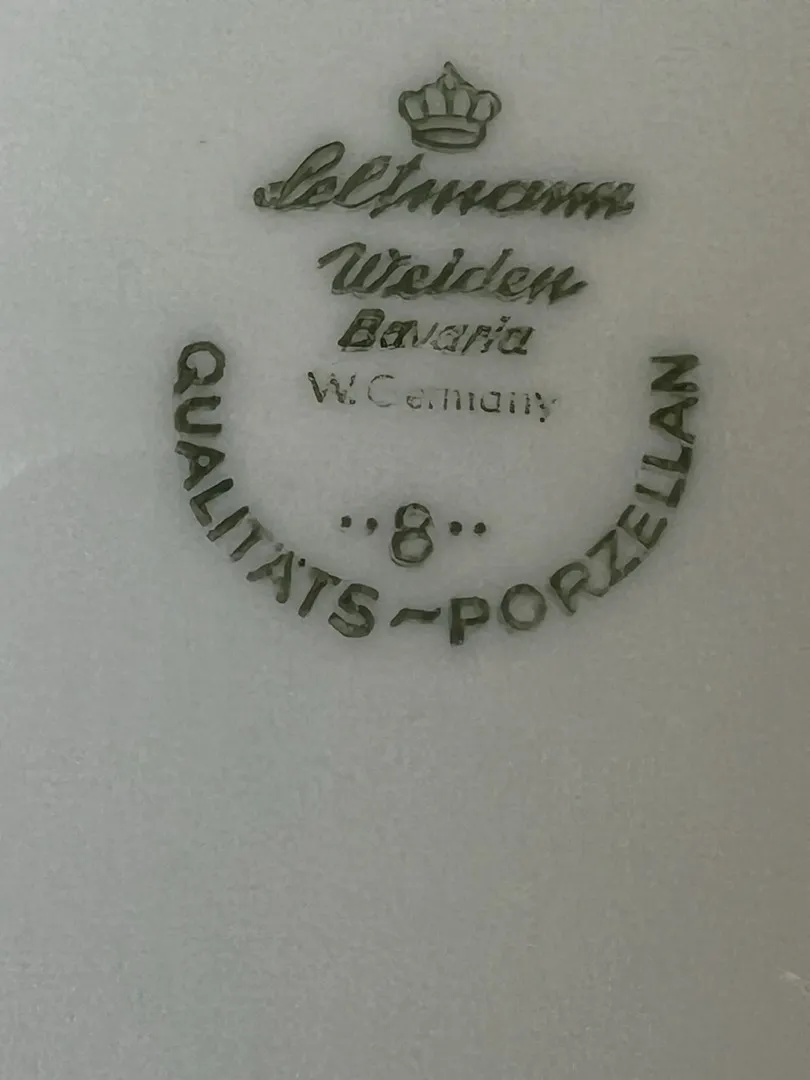 Seltmann
Weiden
Bavaria
W. Germany
··8··
QUALITÄTS~PORZELLAN